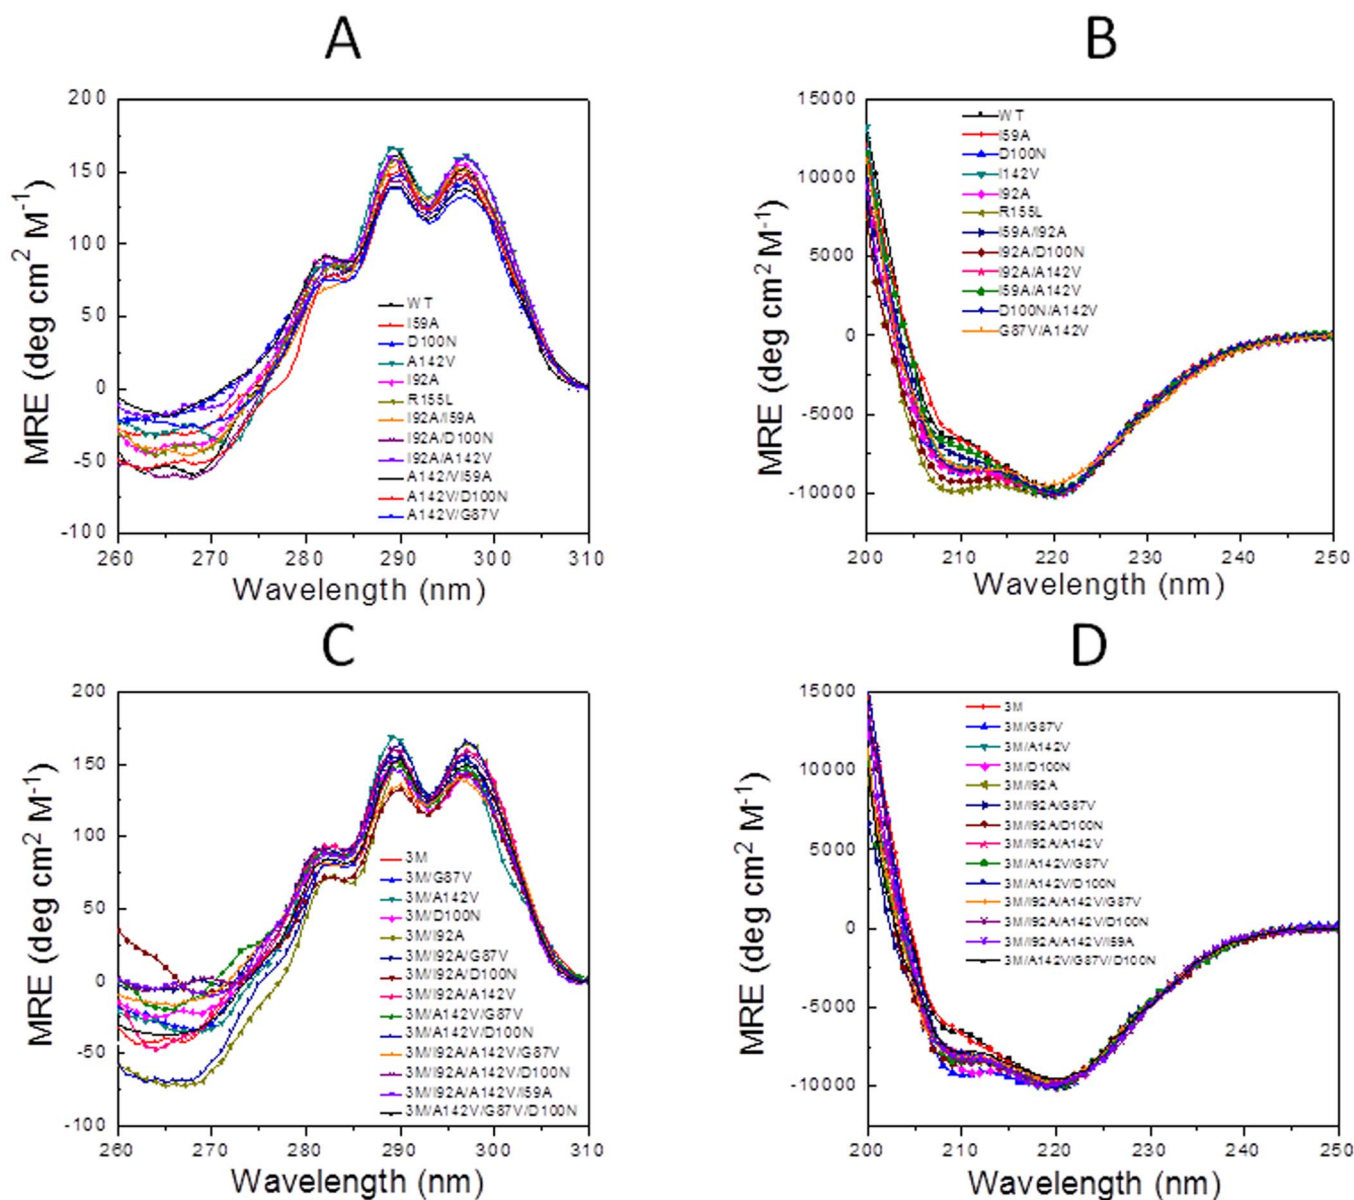 A
200
150
100
50
0
-50
-100
260
270
280
290
300
310
MRE (deg cm² M⁻¹)
Wavelength (nm)
WT
I59A
D100N
A142V
I92A
R155L
I92A/I59A
I92A/D100N
I92A/A142V
A142/VI59A
A142V/D100N
A142V/G87V
B
15000
10000
5000
0
-5000
-10000
200
210
220
230
240
250
MRE (deg cm² M⁻¹)
Wavelength (nm)
WT
I59A
D100N
I142V
I92A
R155L
I59A/I92A
I92A/D100N
I92A/A142V
I59A/A142V
D100N/A142V
G87V/A142V
C
200
150
100
50
0
-50
-100
260
270
280
290
300
310
MRE (deg cm² M⁻¹)
Wavelength (nm)
3M
3M/G87V
3M/A142V
3M/D100N
3M/I92A
3M/I92A/G87V
3M/I92A/D100N
3M/I92A/A142V
3M/A142V/G87V
3M/A142V/D100N
3M/I92A/A142V/G87V
3M/I92A/A142V/D100N
3M/I92A/A142V/I59A
3M/A142V/G87V/D100N
D
15000
10000
5000
0
-5000
-10000
200
210
220
230
240
250
MRE (deg cm² M⁻¹)
Wavelength (nm)
3M
3M/G87V
3M/A142V
3M/D100N
3M/I92A
3M/I92A/G87V
3M/I92A/D100N
3M/I92A/A142V
3M/A142V/G87V
3M/A142V/D100N
3M/I92A/A142V/G87V
3M/I92A/A142V/D100N
3M/I92A/A142V/I59A
3M/A142V/G87V/D100N